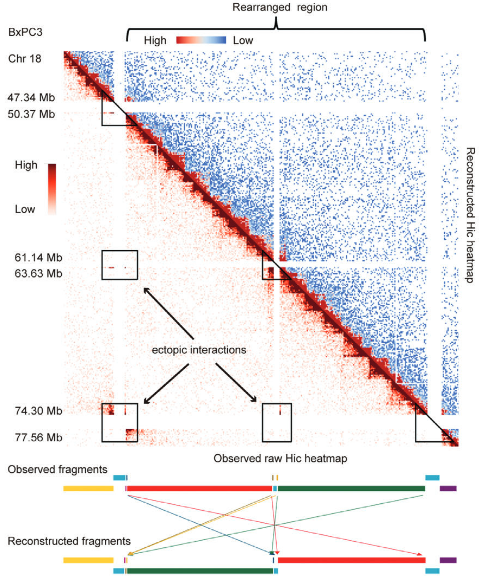 Rearranged region
BxPC3
High Low
Chr 18
47.34 Mb
50.37 Mb
High
Low
Reconstructed Hic heatmap
61.14 Mb
63.63 Mb
ectopic interactions
74.30 Mb
77.56 Mb
Observed raw Hic heatmap
Observed fragments
Reconstructed fragments